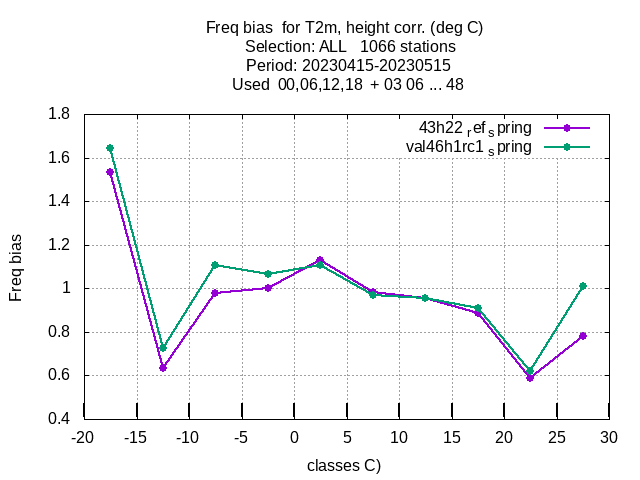 Freq bias  for T2m, height corr. (deg C)
Selection: ALL   1066 stations
Period: 20230415-20230515
Used  00,06,12,18  + 03 06 ... 48
43h22 ref spring
val46h1rc1 spring
Freq bias
1.8
1.6
1.4
1.2
1
0.8
0.6
0.4
-20 -15 -10 -5 0 5 10 15 20 25 30
classes C)